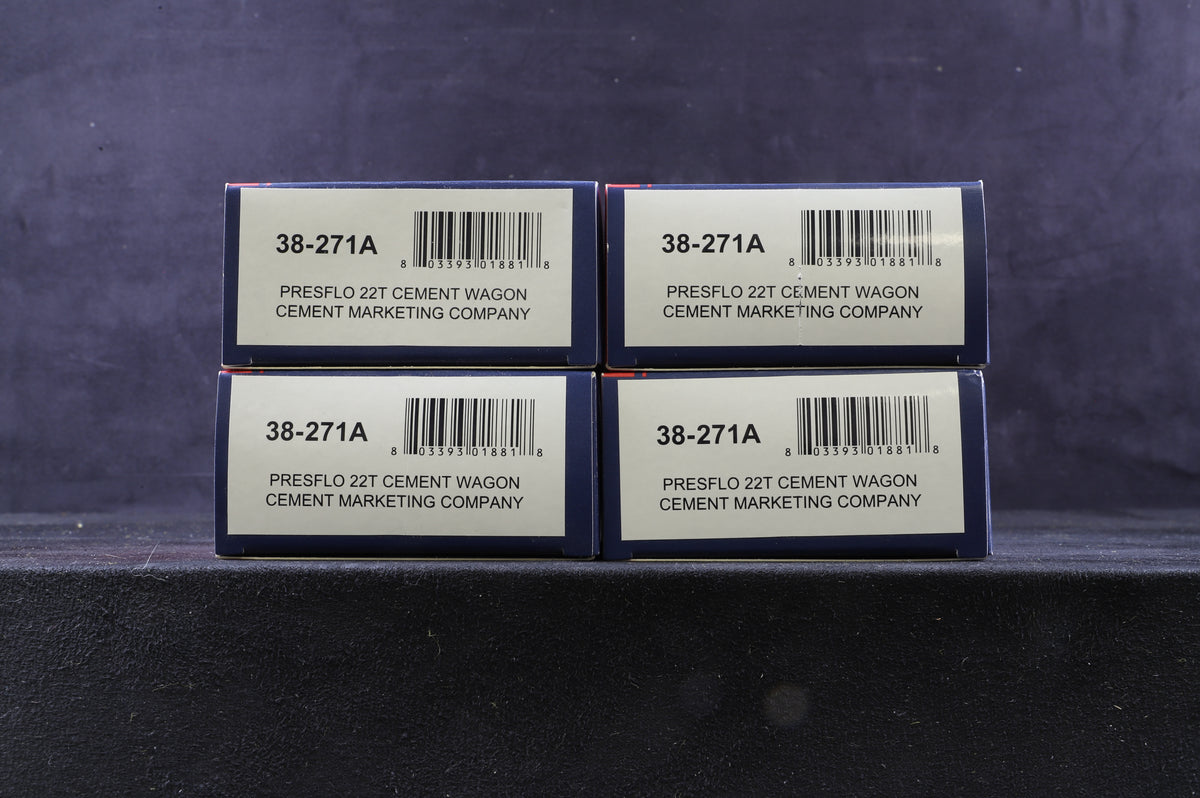 38-271A
8 03393 01881 8
PRESFLO 22T CEMENT WAGON
CEMENT MARKETING COMPANY
38-271A
8 03393 01881 8
PRESFLO 22T CEMENT WAGON
CEMENT MARKETING COMPANY
38-271A
8 03393 01881 8
PRESFLO 22T CEMENT WAGON
CEMENT MARKETING COMPANY
38-271A
8 03393 01881 8
PRESFLO 22T CEMENT WAGON
CEMENT MARKETING COMPANY